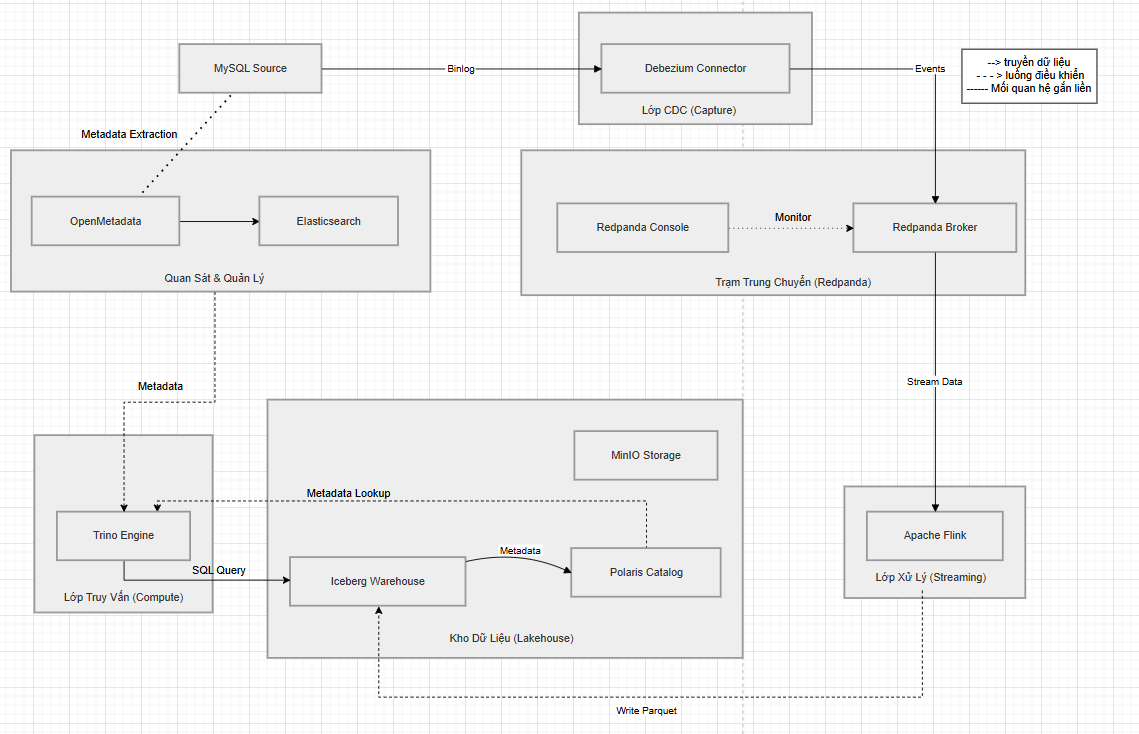 MySQL Source
Binlog
Debezium Connector
Lớp CDC (Capture)
Events
--> truyền dữ liệu
- - - > luồng điều khiển
------ Mối quan hệ gắn liền
Metadata Extraction
OpenMetadata
Elasticsearch
Quan Sát & Quản Lý
Redpanda Console
Monitor
Redpanda Broker
Trạm Trung Chuyển (Redpanda)
Stream Data
Metadata
MinIO Storage
Metadata Lookup
Trino Engine
SQL Query
Lớp Truy Vấn (Compute)
Iceberg Warehouse
Metadata
Polaris Catalog
Kho Dữ Liệu (Lakehouse)
Apache Flink
Lớp Xử Lý (Streaming)
Write Parquet